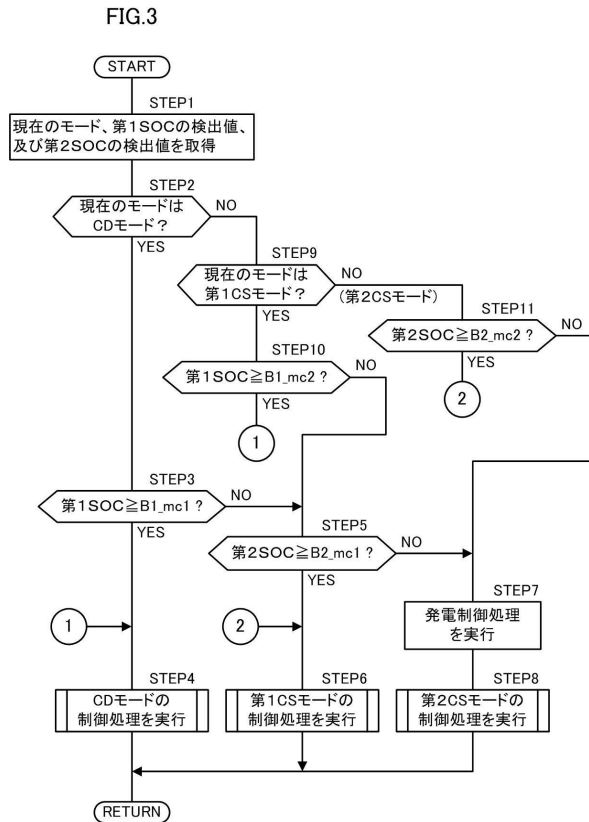 FIG.3
START
STEP1
現在のモード、第1SOCの検出値、
及び第2SOCの検出値を取得
STEP2
現在のモードは
CDモード?
NO
YES
STEP9
現在のモードは
第1CSモード?
NO
(第2CSモード)
YES
STEP11
第2SOC≧B2_mc2 ?
NO
YES
2
STEP10
第1SOC≧B1_mc2 ?
NO
YES
1
STEP3
第1SOC≧B1_mc1 ?
NO
YES
STEP5
第2SOC≧B2_mc1 ?
NO
YES
STEP7
発電制御処理
を実行
1
2
STEP4
CDモードの
制御処理を実行
STEP6
第1CSモードの
制御処理を実行
STEP8
第2CSモードの
制御処理を実行
RETURN